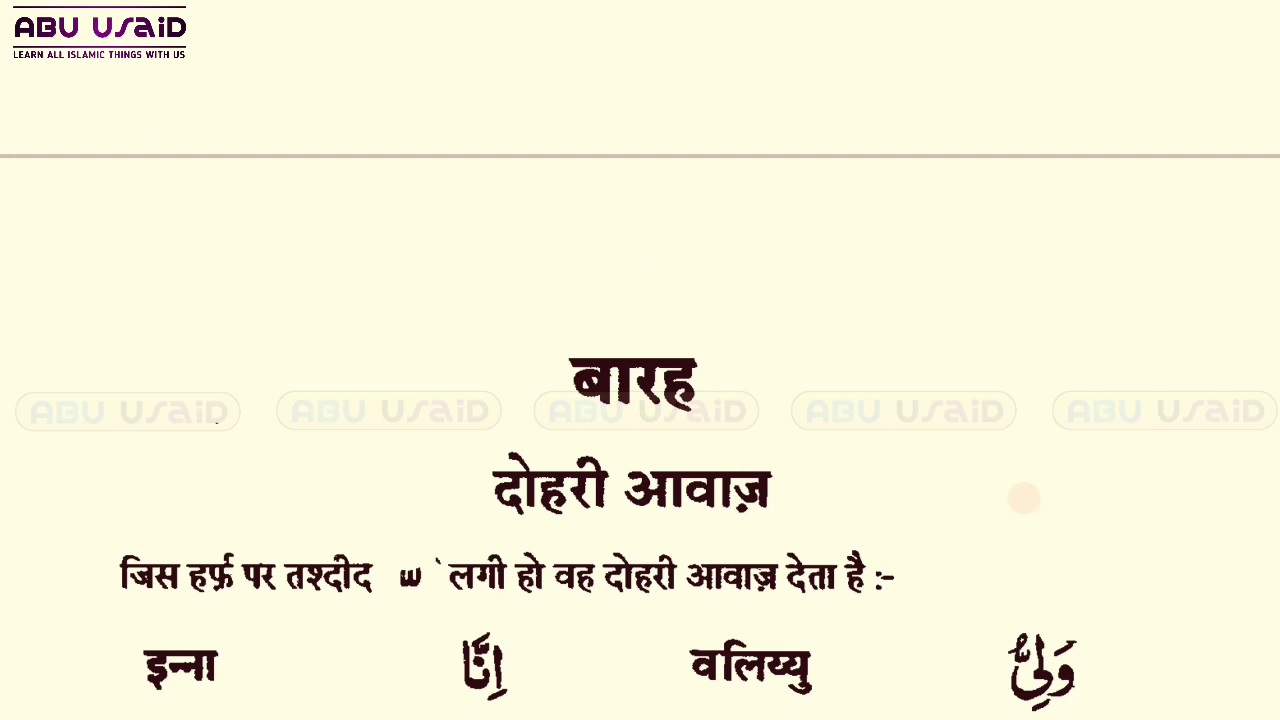 ABU USAID
LEARN ALL ISLAMIC THINGS WITH US
बारह
ABU USAID ABU USAID ABU USAID ABU USAID ABU USAID
दोहरी आवाज़
जिस हर्फ़ पर तश्दीद ّ लगी हो वह दोहरी आवाज़ देता है :-
इन्ना اِنَّا वलिय्यु وَلِيُّ